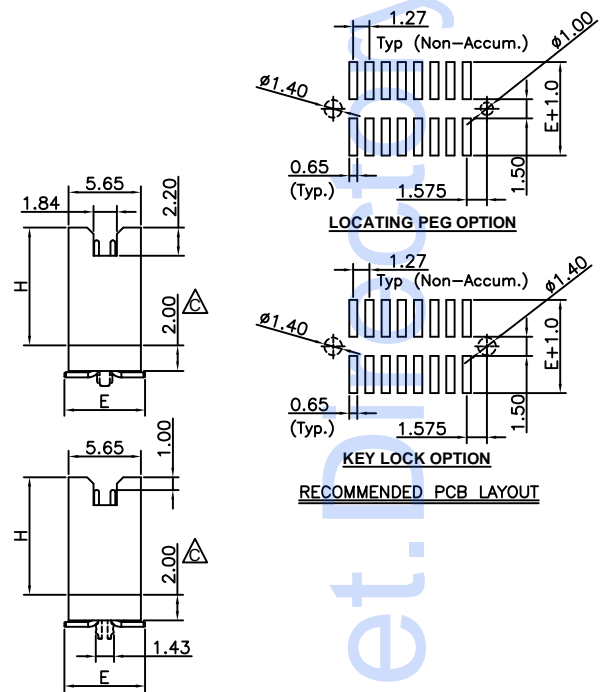 1.27
Typ (Non-Accum.)
ø1.00
ø1.40
E+1.0
0.65
(Typ.)
1.575
1.50
LOCATING PEG OPTION
5.65
1.84
2.20
H
2.00
C
E
1.27
Typ (Non-Accum.)
ø1.40
ø1.40
E+1.0
0.65
(Typ.)
1.575
1.50
KEY LOCK OPTION
RECOMMENDED PCB LAYOUT
5.65
1.00
H
2.00
C
1.43
E
et.Directory